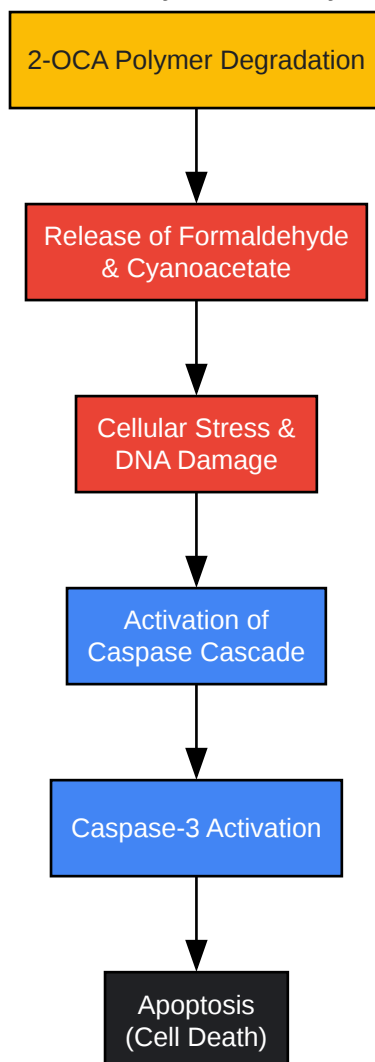 2-OCA Polymer Degradation
Release of Formaldehyde
& Cyanoacetate
Cellular Stress &
DNA Damage
Activation of
Caspase Cascade
Caspase-3 Activation
Apoptosis
(Cell Death)